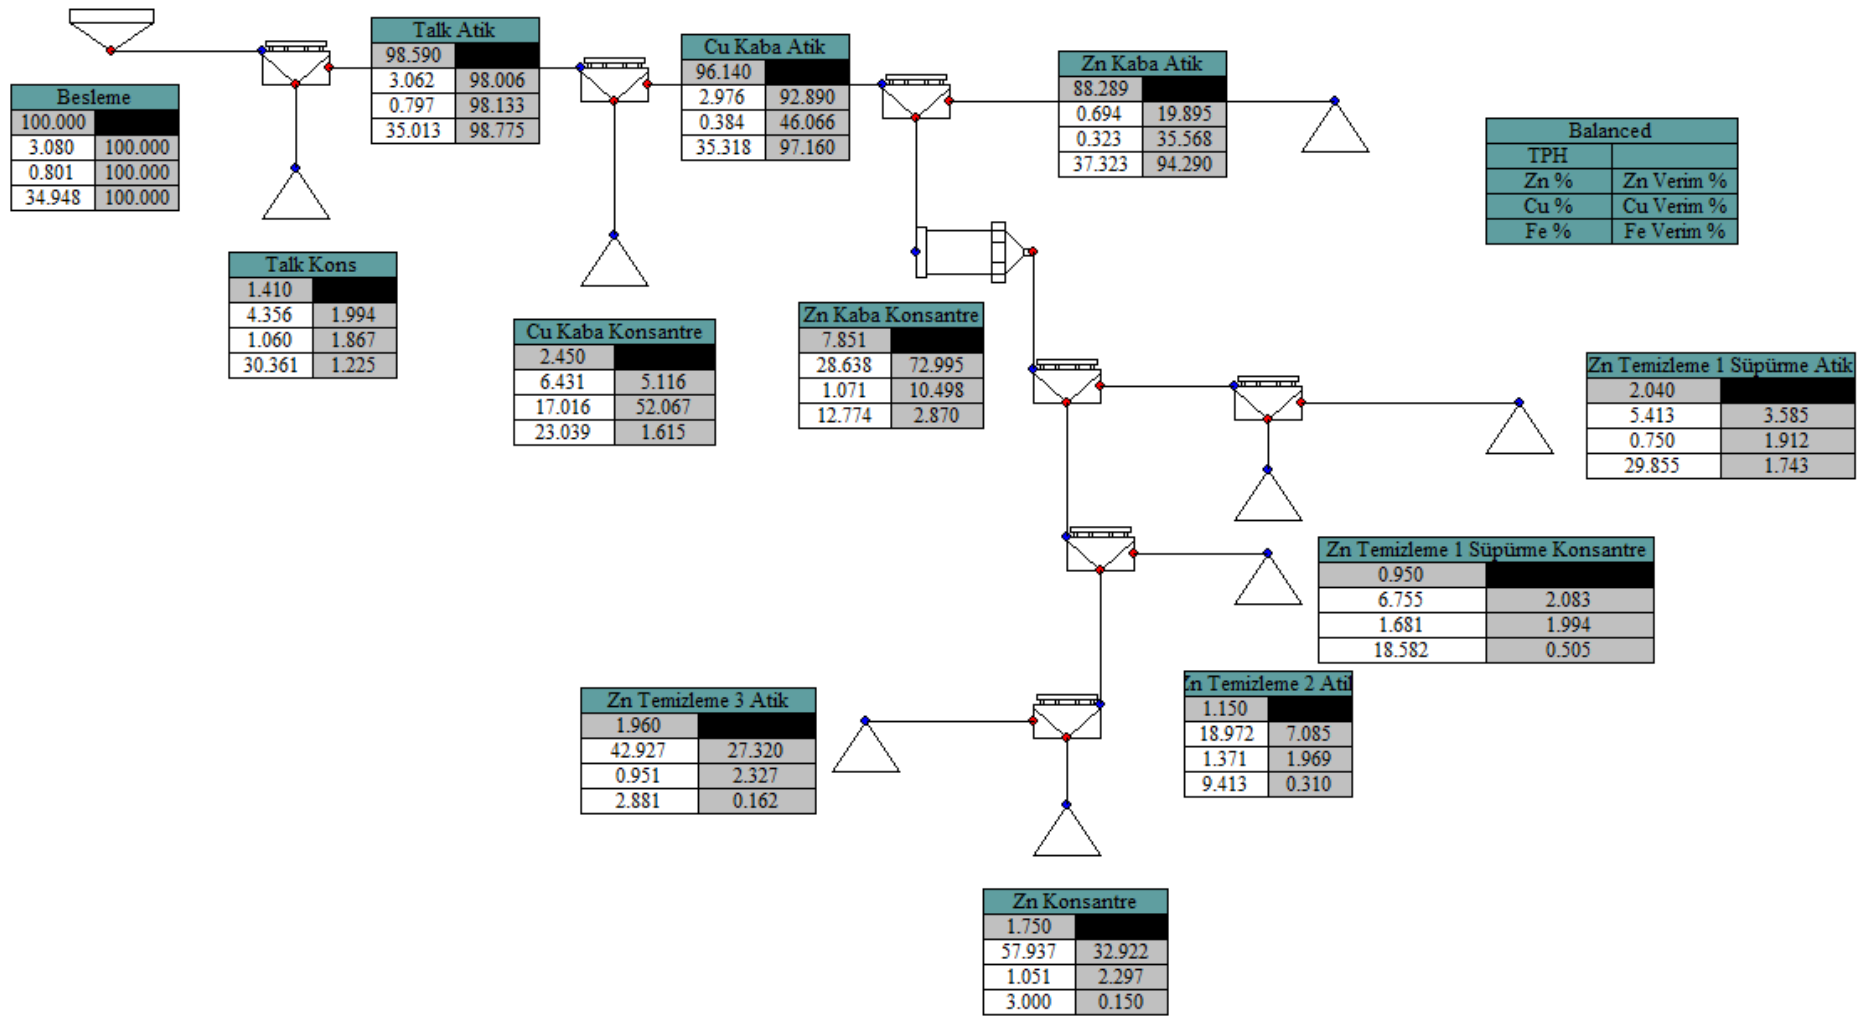 Besleme
100.000
3.080 100.000
0.801 100.000
34.948 100.000
Talk Atik
98.590
3.062 98.006
0.797 98.133
35.013 98.775
Cu Kaba Atik
96.140
2.976 92.890
0.384 46.066
35.318 97.160
Zn Kaba Atik
88.289
0.694 19.895
0.323 35.568
37.323 94.290
Balanced
TPH
Zn % Zn Verim %
Cu % Cu Verim %
Fe % Fe Verim %
Talk Kons
1.410
4.356 1.994
1.060 1.867
30.361 1.225
Cu Kaba Konsantre
2.450
6.431 5.116
17.016 52.067
23.039 1.615
Zn Kaba Konsantre
7.851
28.638 72.995
1.071 10.498
12.774 2.870
Zn Temizleme 1 Süpürme Atik
2.040
5.413 3.585
0.750 1.912
29.855 1.743
Zn Temizleme 1 Süpürme Konsantre
0.950
6.755 2.083
1.681 1.994
18.582 0.505
Zn Temizleme 3 Atik
1.960
42.927 27.320
0.951 2.327
2.881 0.162
Zn Temizleme 2 Atik
1.150
18.972 7.085
1.371 1.969
9.413 0.310
Zn Konsantre
1.750
57.937 32.922
1.051 2.297
3.000 0.150